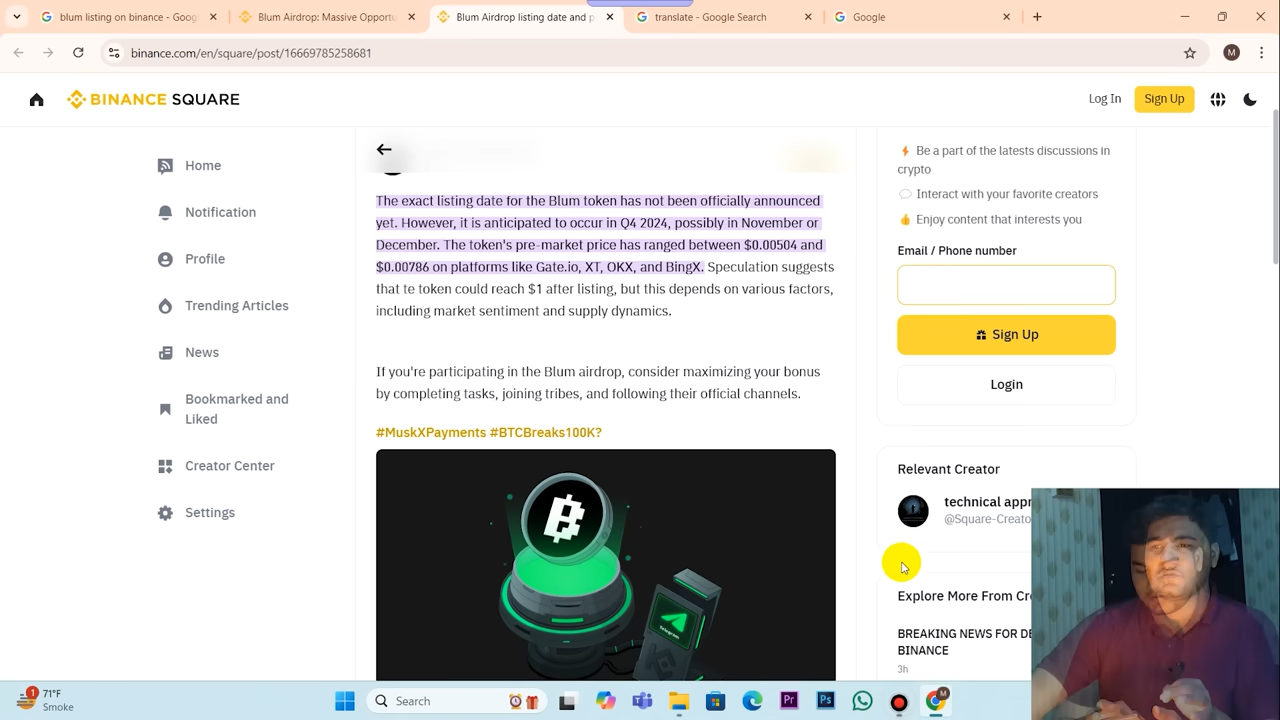 blum listing on binance - Goog
Blum Airdrop: Massive Opportu
Blum Airdrop listing date and p
translate - Google Search
Google
binance.com/en/square/post/16669785258681
M
BINANCE SQUARE
Log In
Sign Up
Home
Notification
Profile
Trending Articles
News
Bookmarked and
Liked
Creator Center
Settings
The exact listing date for the Blum token has not been officially announced
yet. However, it is anticipated to occur in Q4 2024, possibly in November or
December. The token's pre-market price has ranged between $0.00504 and
$0.00786 on platforms like Gate.io, XT, OKX, and BingX. Speculation suggests
that te token could reach $1 after listing, but this depends on various factors,
including market sentiment and supply dynamics.
If you're participating in the Blum airdrop, consider maximizing your bonus
by completing tasks, joining tribes, and following their official channels.
#MuskXPayments #BTCBreaks100K?
telegram
Be a part of the latests discussions in
crypto
Interact with your favorite creators
Enjoy content that interests you
Email / Phone number
Sign Up
Login
Relevant Creator
technical appr
@Square-Creato
Explore More From Cre
BREAKING NEWS FOR DE
BINANCE
3h
1
71°F
Smoke
Search
Pr
Ps
M